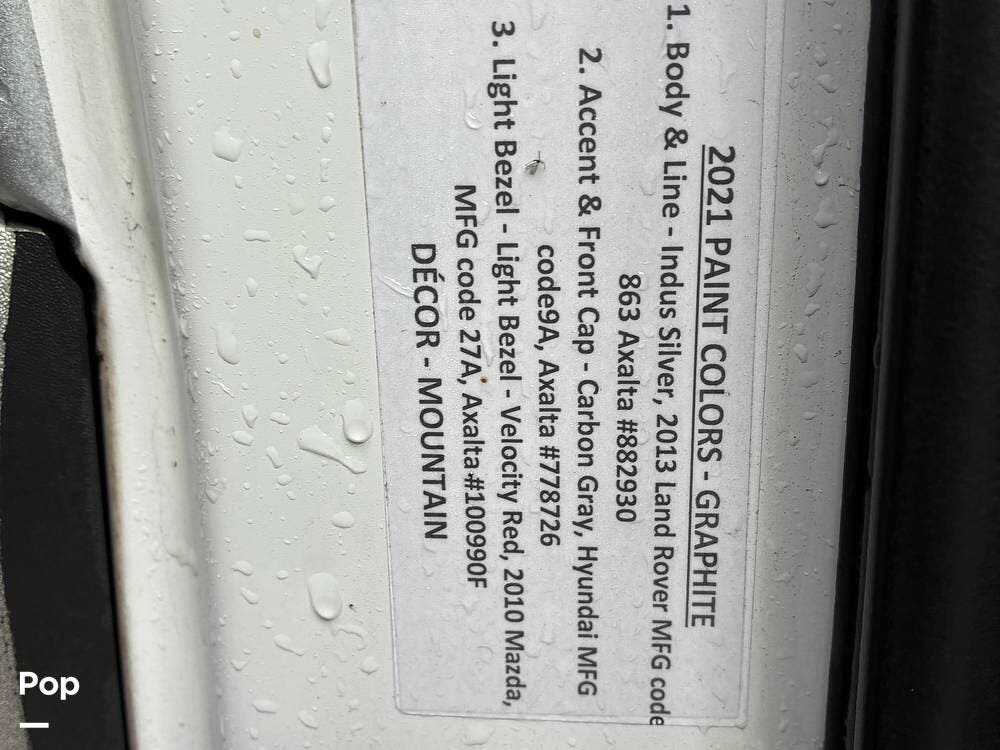 2021 PAINT COLORS - GRAPHITE
1. Body & Line - Indus Silver, 2013 Land Rover MFG code
863 Axalta #882930
2. Accent & Front Cap - Carbon Gray, Hyundai MFG
code9A, Axalta #778726
3. Light Bezel - Light Bezel - Velocity Red, 2010 Mazda,
MFG code 27A, Axalta #100990F
DÉCOR - MOUNTAIN
Pop